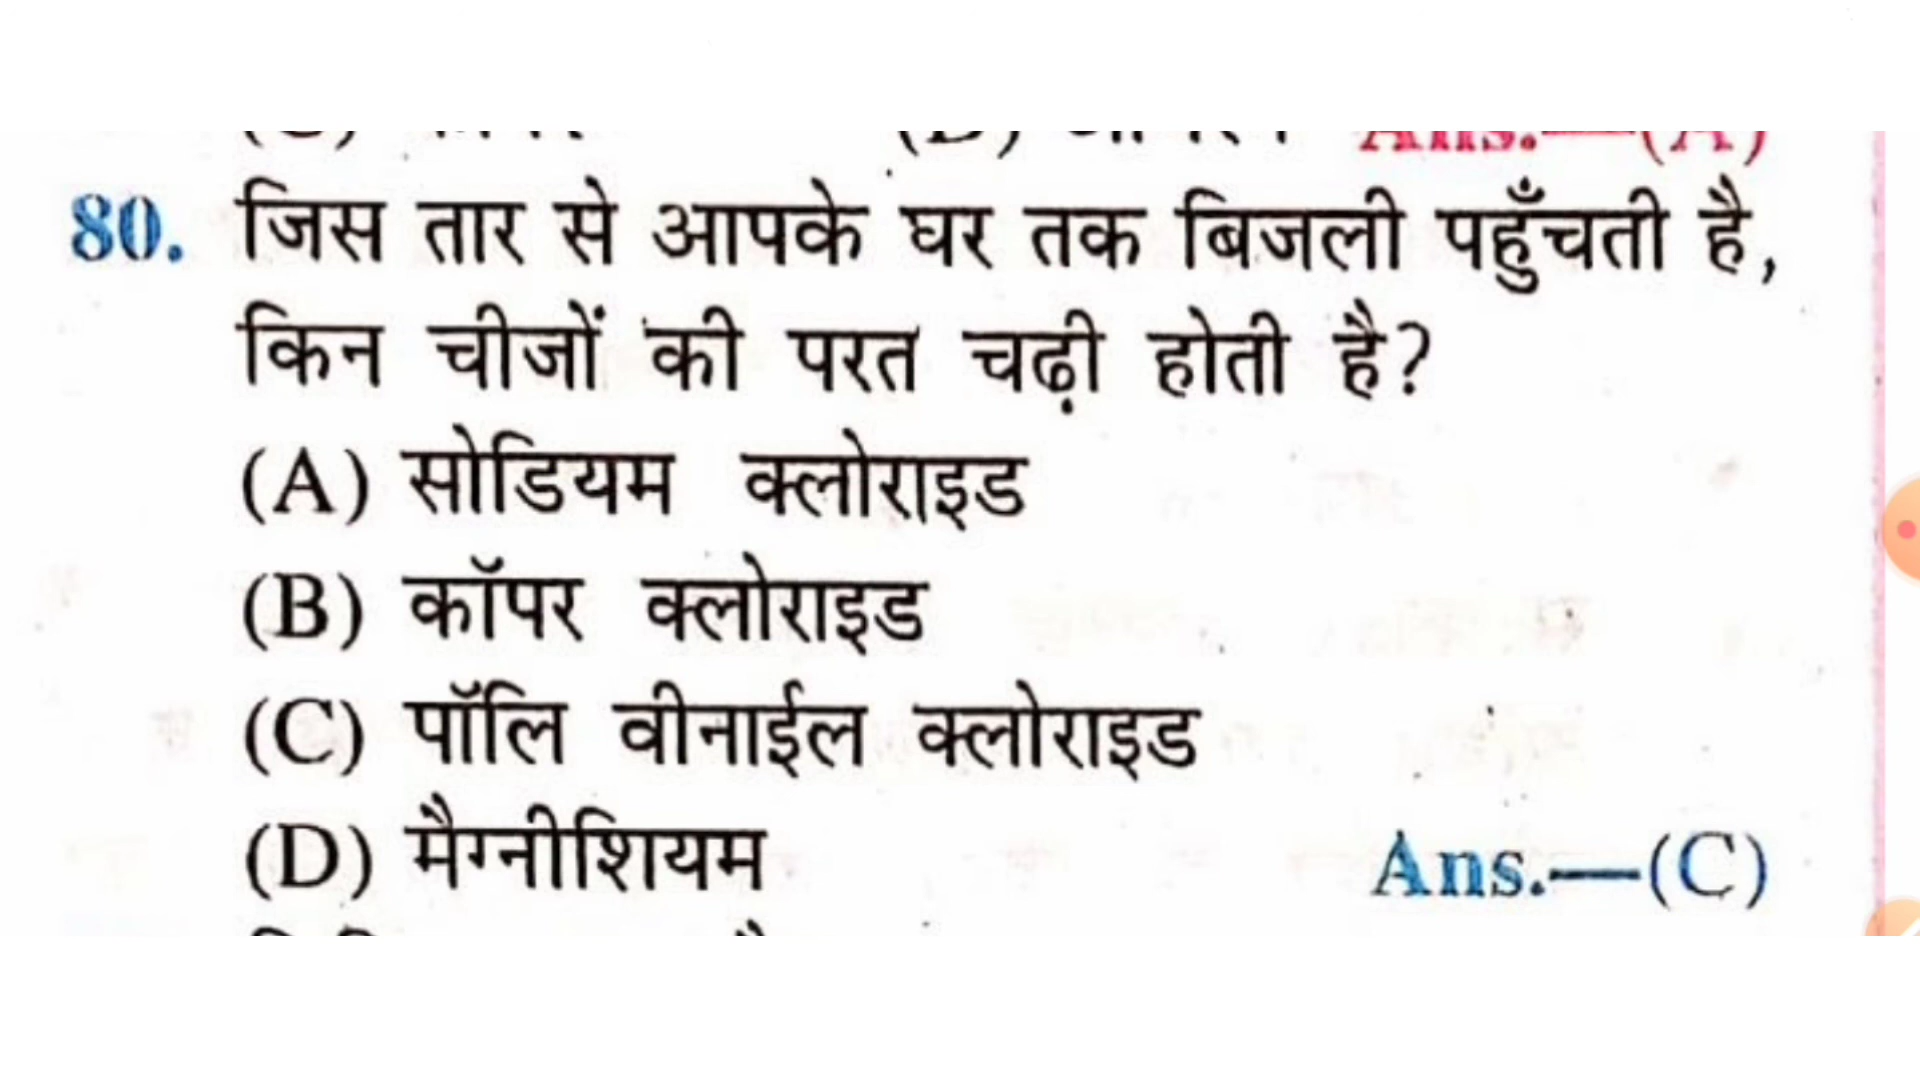 80. जिस तार से आपके घर तक बिजली पहुँचती है,
किन चीजों की परत चढ़ी होती है?
(A) सोडियम क्लोराइड
(B) कॉपर क्लोराइड
(C) पॉलि वीनाईल क्लोराइड
(D) मैग्नीशियम Ans.—(C)